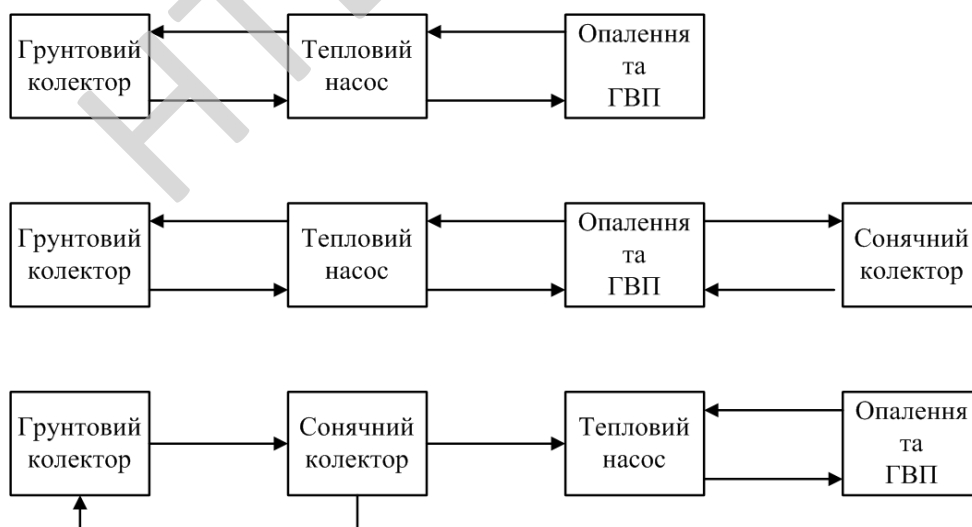 Грунтовий
колектор
Тепловий
насос
Опалення
та
ГВП
Грунтовий
колектор
Тепловий
насос
Опалення
та
ГВП
Сонячний
колектор
Грунтовий
колектор
Сонячний
колектор
Тепловий
насос
Опалення
та
ГВП